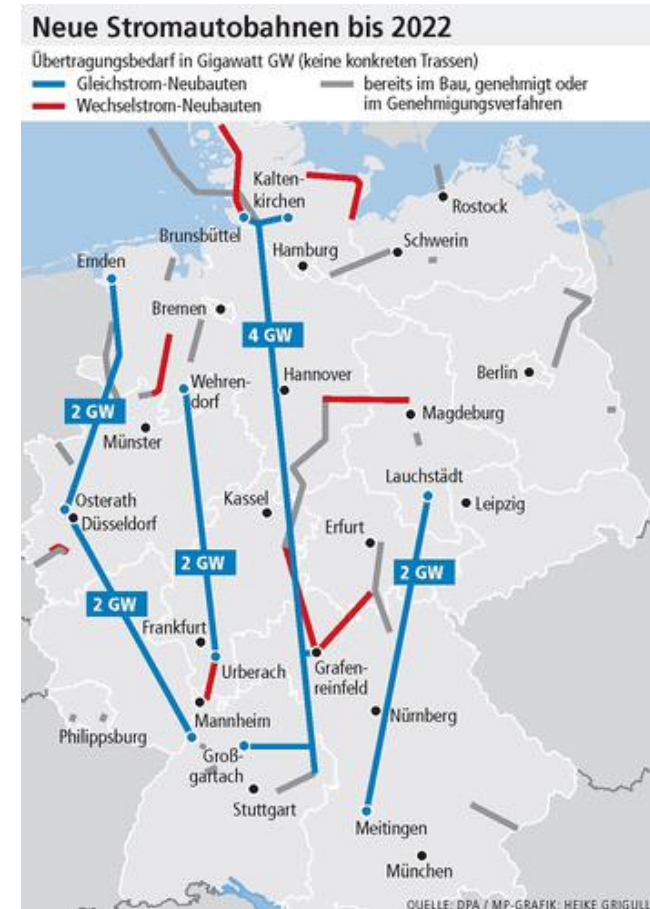 Neue Stromautobahnen bis 2022
Übertragungsbedarf in Gigawatt GW (keine konkreten Trassen)
Gleichstrom-Neubauten
Wechselstrom-Neubauten
bereits im Bau, genehmigt oder
im Genehmigungsverfahren
Kalten-
kirchen
Rostock
Brunsbüttel
Schwerin
Hamburg
Emden
Bremen
4 GW
Wehren-
dorf
Hannover
Berlin
2 GW
Magdeburg
Münster
Lauchstädt
Osterath
Kassel
Leipzig
Düsseldorf
Erfurt
2 GW
2 GW
2 GW
Frankfurt
Urberach
Grafen-
reinfeld
Mannheim
Nürnberg
Philippsburg
Groß-
gartach
Stuttgart
Meitingen
München
QUELLE: DPA / MP-GRAFIK: HEIKE GRIGULL